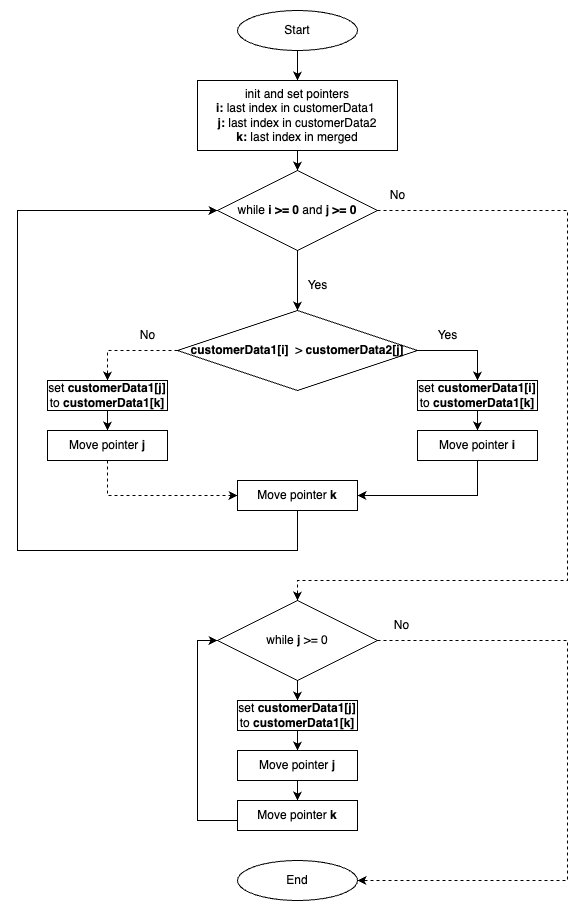 Start
init and set pointers
i: last index in customerData1
j: last index in customerData2
k: last index in merged
while i >= 0 and j >= 0
No
Yes
customerData1[i] > customerData2[j]
No
Yes
set customerData1[j]
to customerData1[k]
set customerData1[i]
to customerData1[k]
Move pointer j
Move pointer i
Move pointer k
while j >= 0
No
set customerData1[j]
to customerData1[k]
Move pointer j
Move pointer k
End